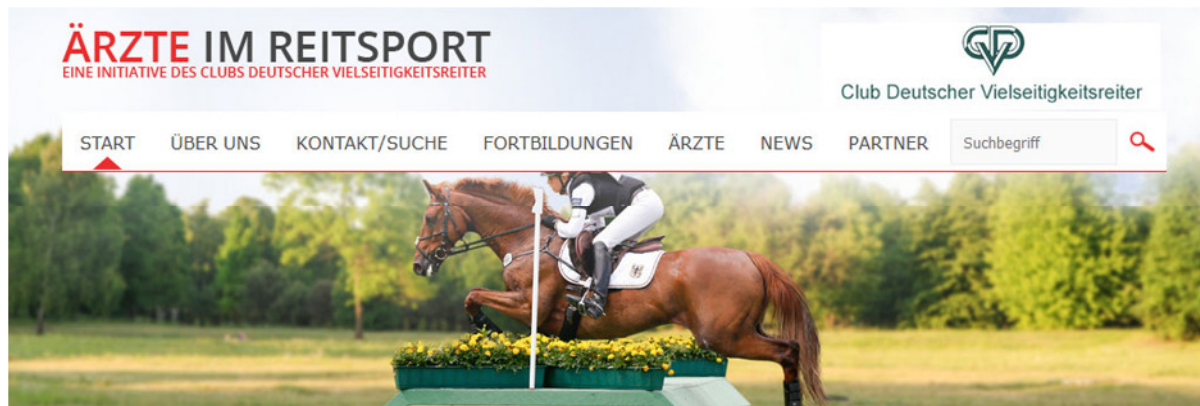 ÄRZTE IM REITSPORT
EINE INITIATIVE DES CLUBS DEUTSCHER VIELSEITIGKEITSREITER
Club Deutscher Vielseitigkeitsreiter
START ÜBER UNS KONTAKT/SUCHE FORTBILDUNGEN ÄRZTE NEWS PARTNER Suchbegriff